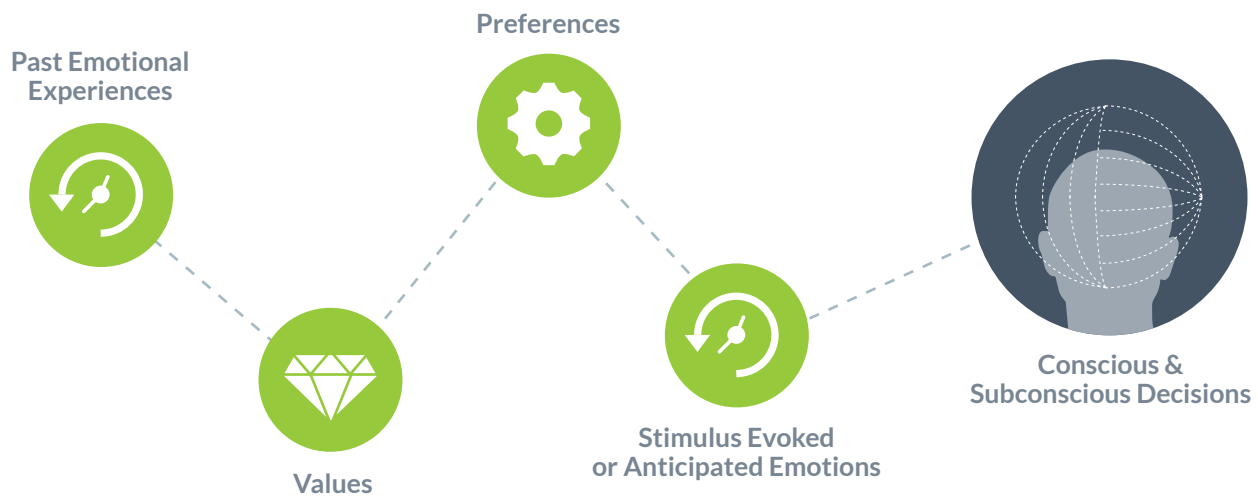 Past Emotional
Experiences
Values
Preferences
Stimulus Evoked
or Anticipated Emotions
Conscious &
Subconscious Decisions